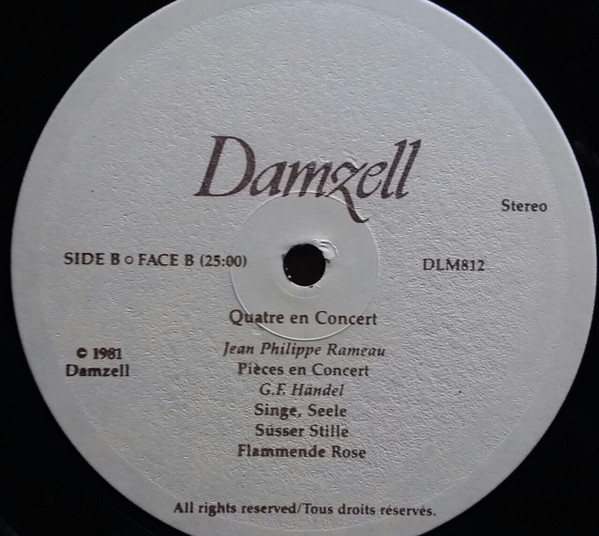 Damzell
Stereo
SIDE B o FACE B (25:00)
DLM812
Quatre en Concert
© 1981
Damzell
Jean Philippe Rameau
Pièces en Concert
G.F. Händel
Singe, Seele
Süsser Stille
Flammende Rose
All rights reserved/Tous droits réservés.